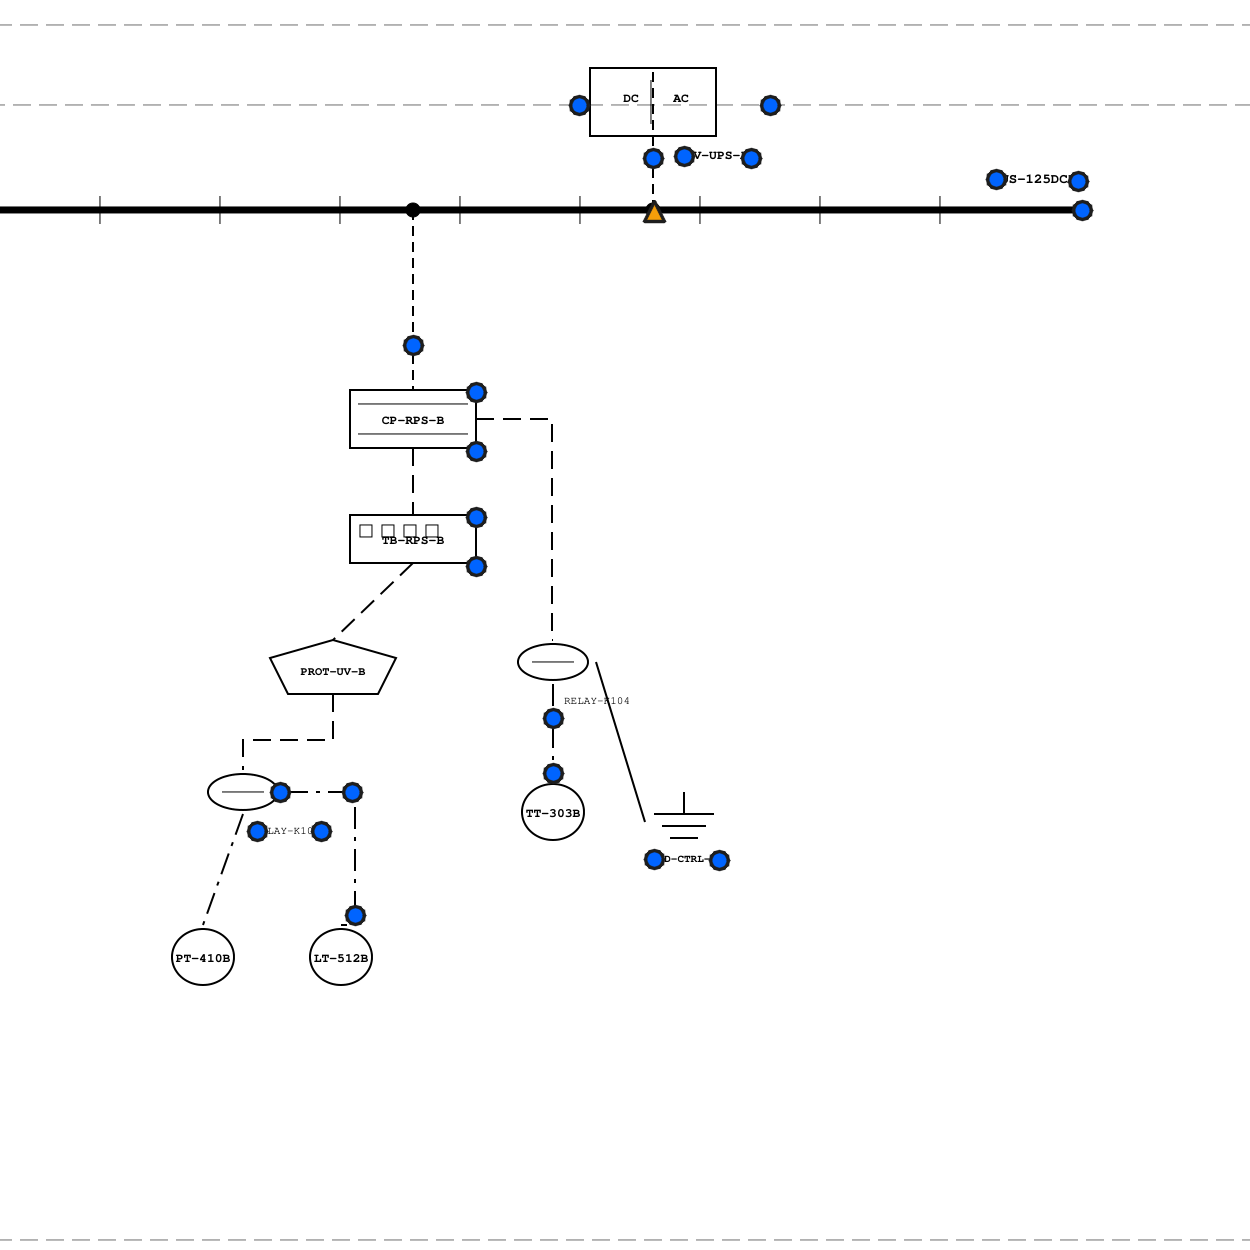 DC
AC
CP-RPS-B
TB-RPS-B
PROT-UV-B
RELAY-K104
TT-303B
PT-410B
LT-512B